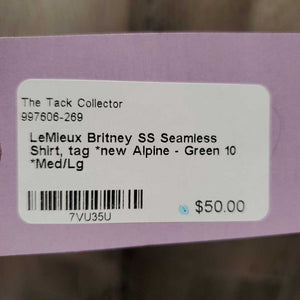 The Tack Collector
997606-269
LeMieux Britney SS Seamless
Shirt, tag *new Alpine - Green 10
*Med/Lg
7VU35U
$50.00